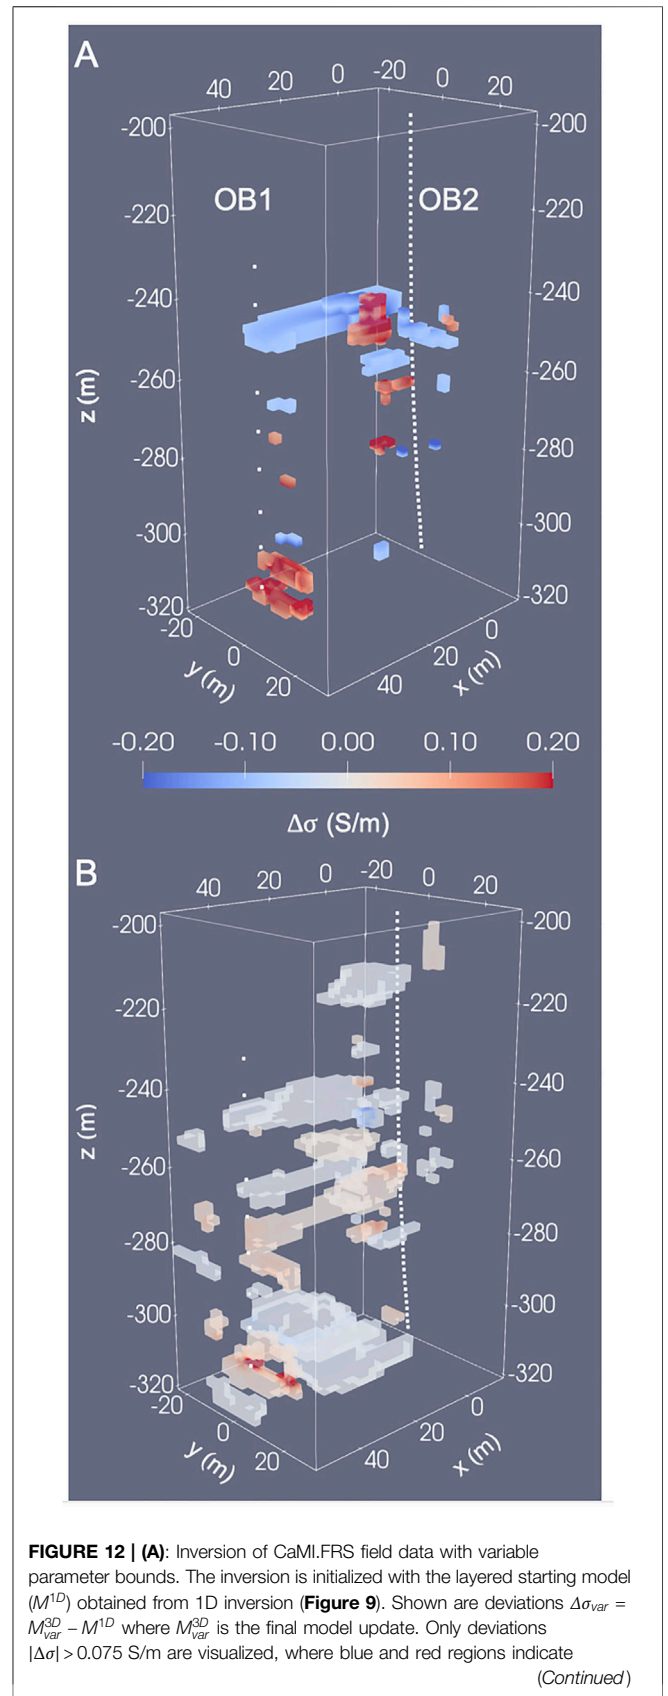 A
40 20 0 -20 0 20
-200 -200
OB1 OB2
-220 -220
-240 -240
z (m)
-260 -260
-280 -280
-300 -300
-320 -320
-20 0 20
y (m)
40 20 0
x (m)
-0.20 -0.10 0.00 0.10 0.20
Δσ (S/m)
B
40 20 0 -20 0 20
-200 -200
-220 -220
-240 -240
z (m)
-260 -260
-280 -280
-300 -300
-320 -320
-20 0 20
y (m)
40 20 0
x (m)
FIGURE 12 | (A): Inversion of CaMI.FRS field data with variable
parameter bounds. The inversion is initialized with the layered starting model
(M^1D) obtained from 1D inversion (Figure 9). Shown are deviations Δσ_var =
M^3D_var – M^1D where M^3D_var is the final model update. Only deviations
|Δσ| > 0.075 S/m are visualized, where blue and red regions indicate
(Continued)